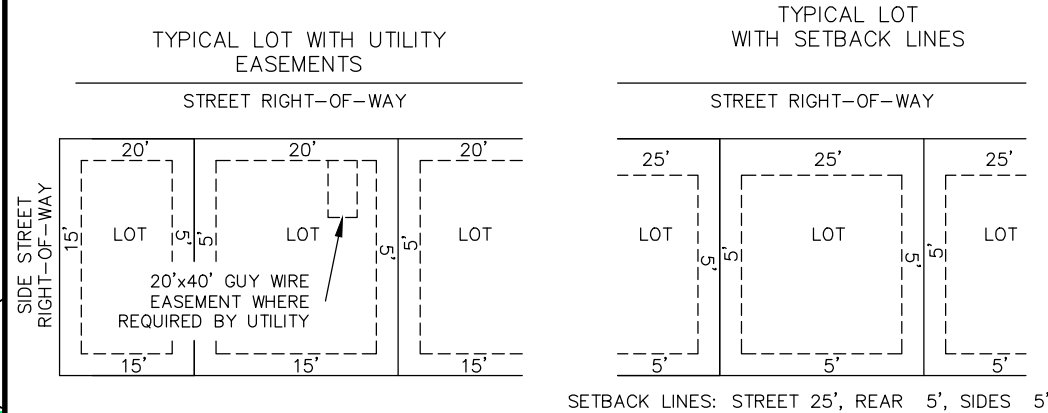 TYPICAL LOT WITH UTILITY
EASEMENTS
STREET RIGHT-OF-WAY
20' 20' 20'
SIDE STREET
RIGHT-OF-WAY
15' LOT 5' 5' LOT 5' 5' LOT
20'x40' GUY WIRE
EASEMENT WHERE
REQUIRED BY UTILITY
15' 15' 15'
TYPICAL LOT
WITH SETBACK LINES
STREET RIGHT-OF-WAY
25' 25' 25'
LOT 5' 5' LOT 5' 5' LOT
5' 5' 5'
SETBACK LINES: STREET 25', REAR 5', SIDES 5'